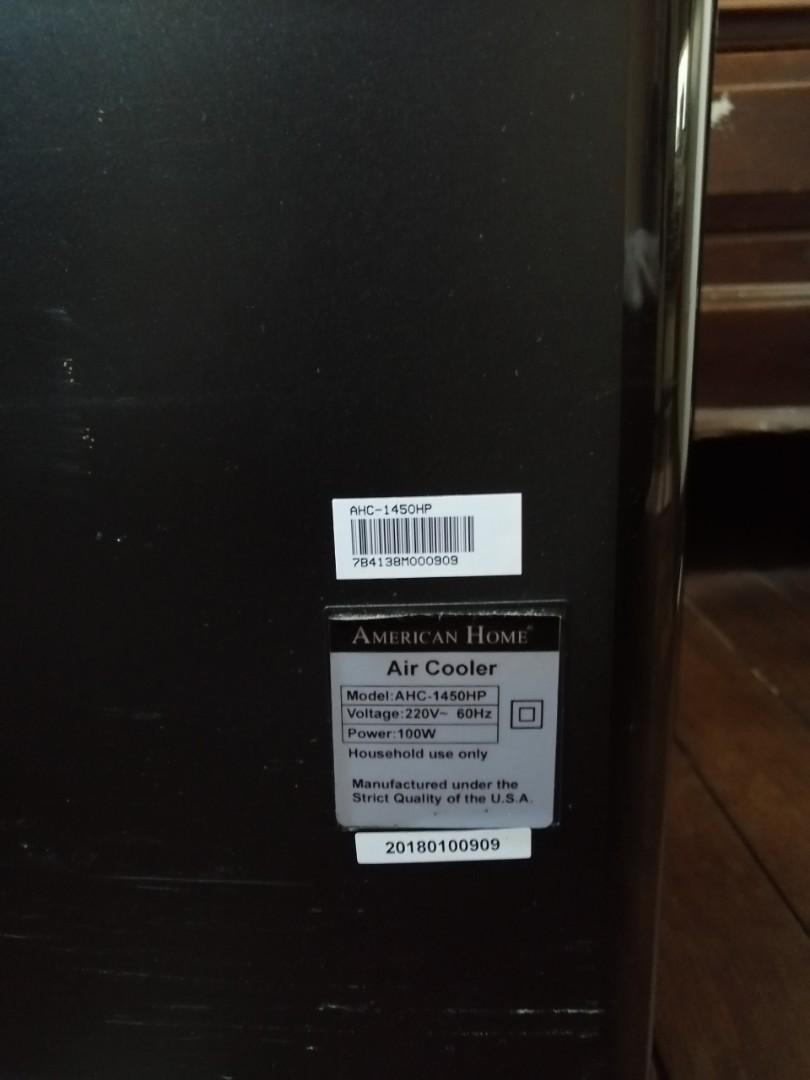 AHC-1450HP
7B4138M000909
AMERICAN HOME®
Air Cooler
Model:AHC-1450HP
Voltage:220V~ 60Hz
Power:100W
Household use only
Manufactured under the
Strict Quality of the U.S.A.
20180100909